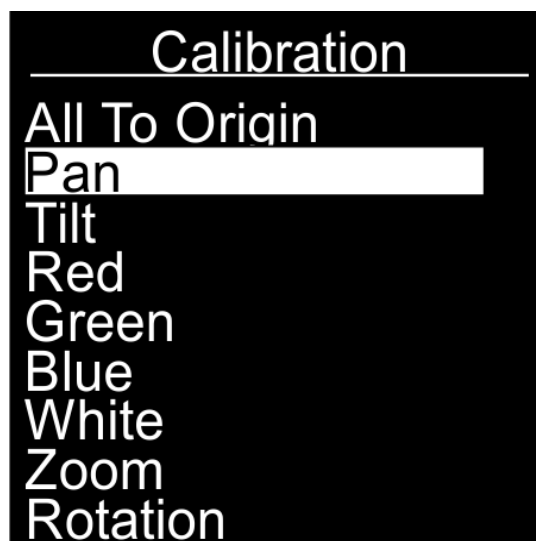 Calibration
All To Origin
Pan
Tilt
Red
Green
Blue
White
Zoom
Rotation